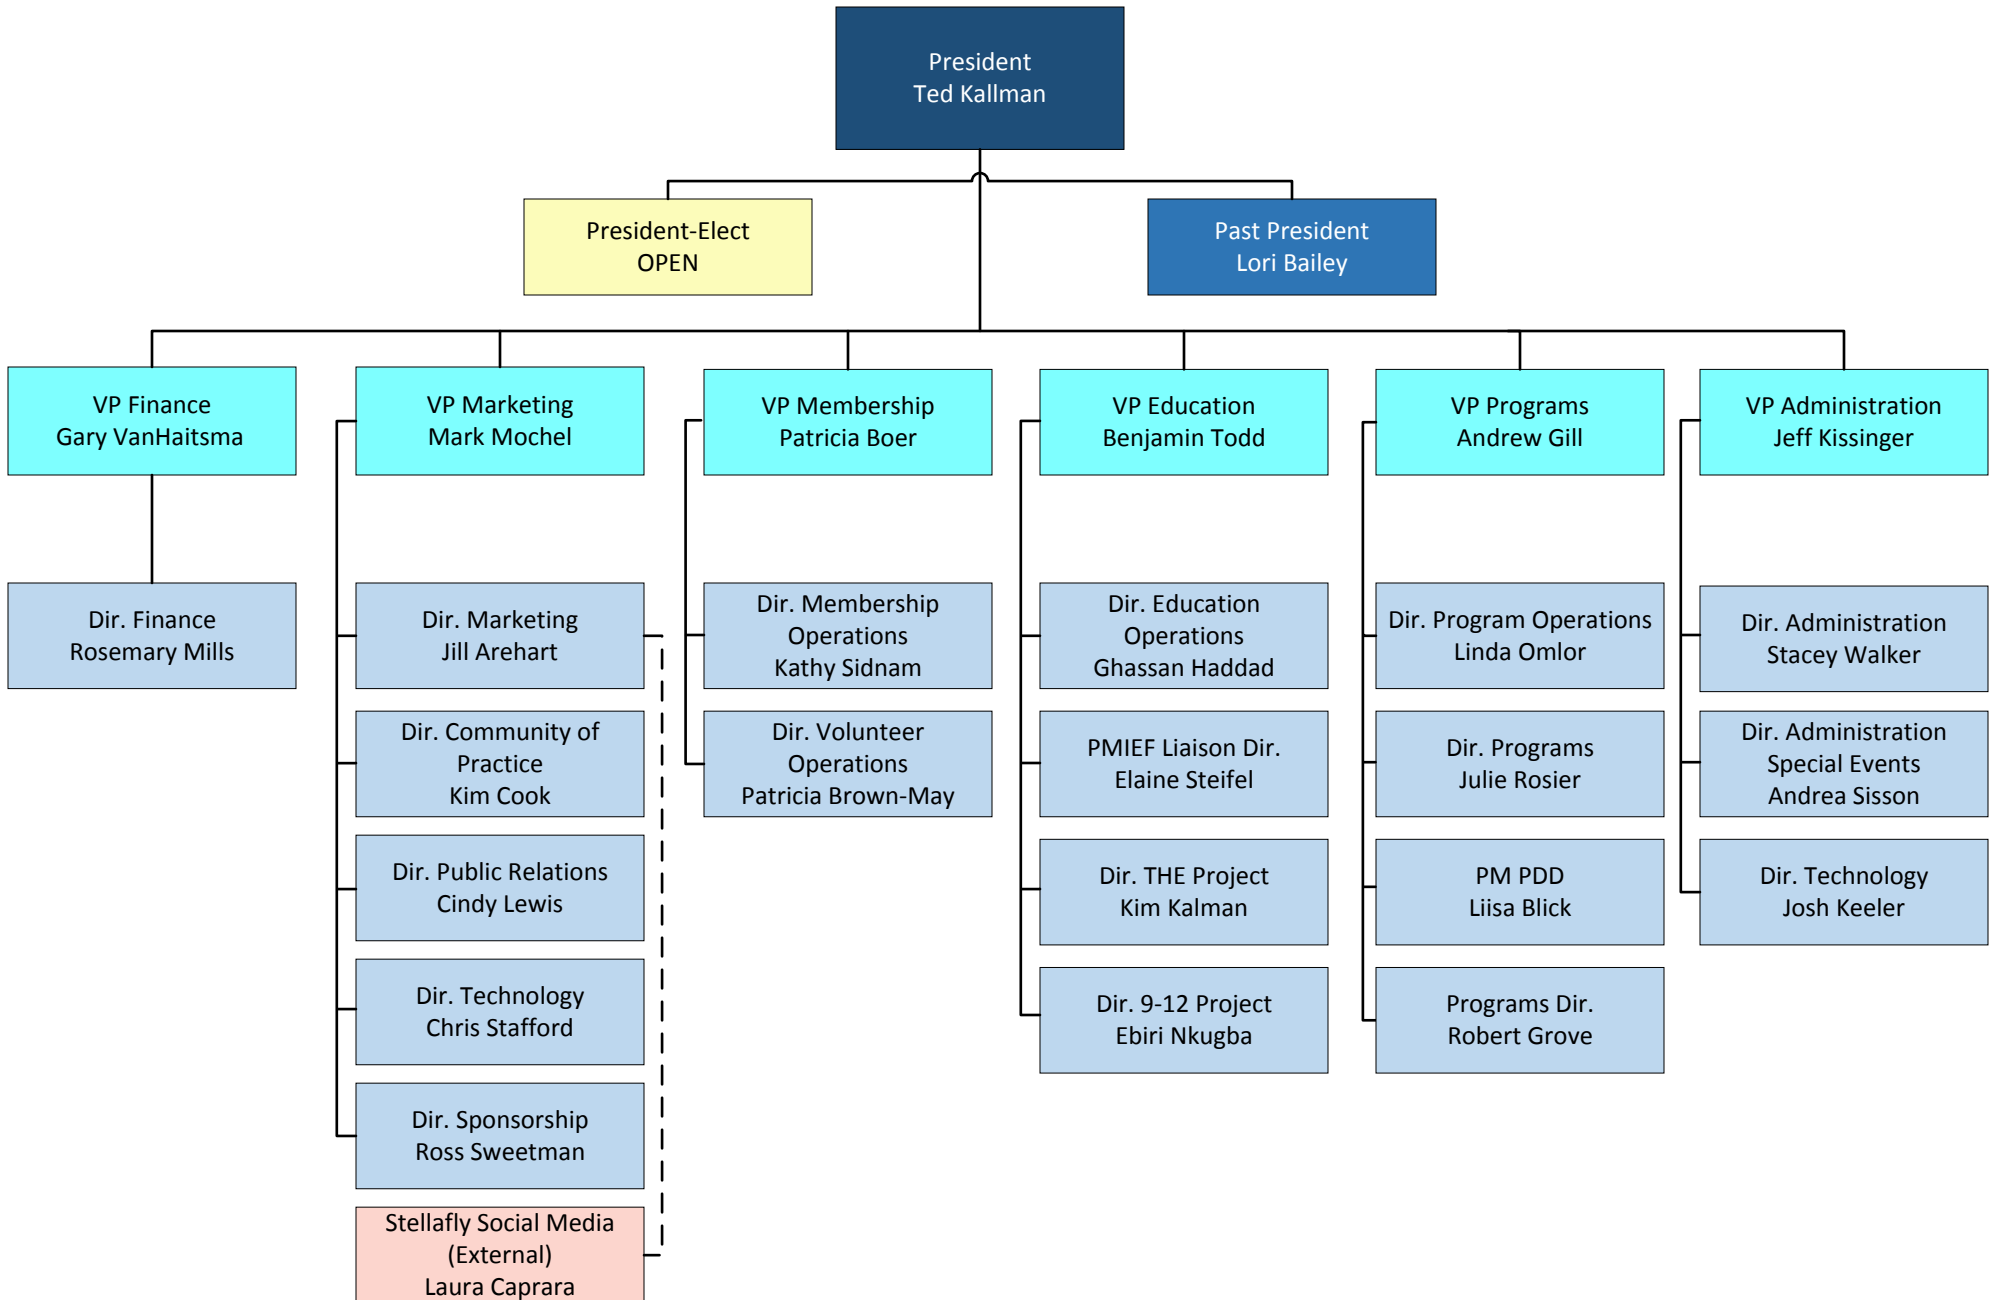 President
Ted Kallman
President-Elect
OPEN
Past President
Lori Bailey
VP Finance
Gary VanHaitsma
VP Marketing
Mark Mochel
VP Membership
Patricia Boer
VP Education
Benjamin Todd
VP Programs
Andrew Gill
VP Administration
Jeff Kissinger
Dir. Finance
Rosemary Mills
Dir. Marketing
Jill Arehart
Dir. Membership
Operations
Kathy Sidnam
Dir. Education
Operations
Ghassan Haddad
Dir. Program Operations
Linda Omlor
Dir. Administration
Stacey Walker
Dir. Community of
Practice
Kim Cook
Dir. Volunteer
Operations
Patricia Brown-May
PMIEF Liaison Dir.
Elaine Steifel
Dir. Programs
Julie Rosier
Dir. Administration
Special Events
Andrea Sisson
Dir. Public Relations
Cindy Lewis
Dir. THE Project
Kim Kalman
PM PDD
Liisa Blick
Dir. Technology
Josh Keeler
Dir. Technology
Chris Stafford
Dir. 9-12 Project
Ebiri Nkugba
Programs Dir.
Robert Grove
Dir. Sponsorship
Ross Sweetman
Stellafly Social Media
(External)
Laura Caprara